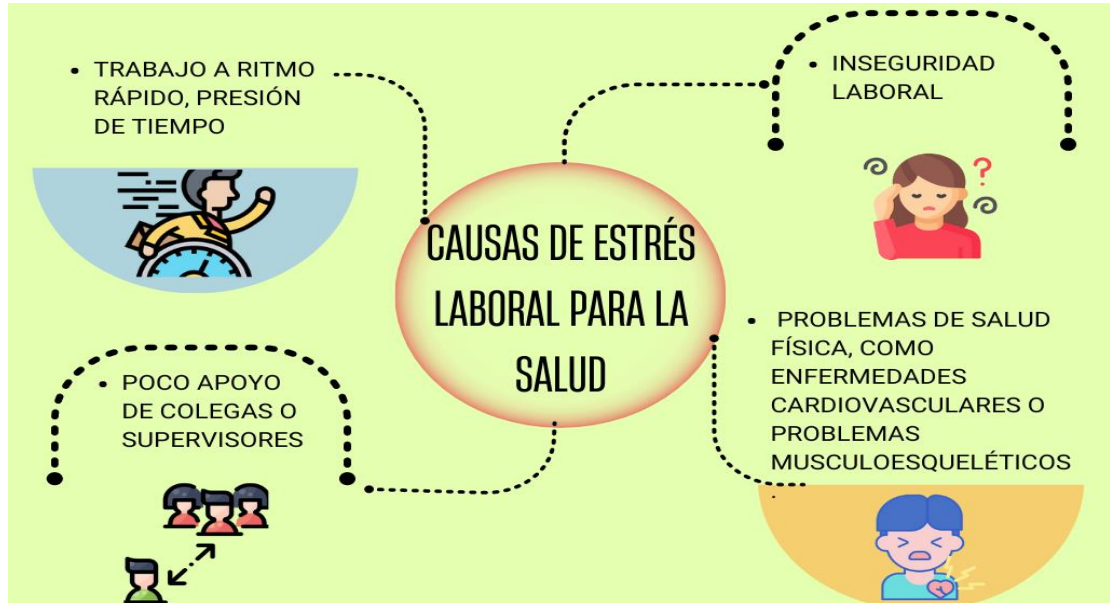 • TRABAJO A RITMO
RÁPIDO, PRESIÓN
DE TIEMPO
• INSEGURIDAD
LABORAL
?
CAUSAS DE ESTRÉS
LABORAL PARA LA
SALUD
• POCO APOYO
DE COLEGAS O
SUPERVISORES
• PROBLEMAS DE SALUD
FÍSICA, COMO
ENFERMEDADES
CARDIOVASCULARES O
PROBLEMAS
MUSCULOESQUELÉTICOS
.